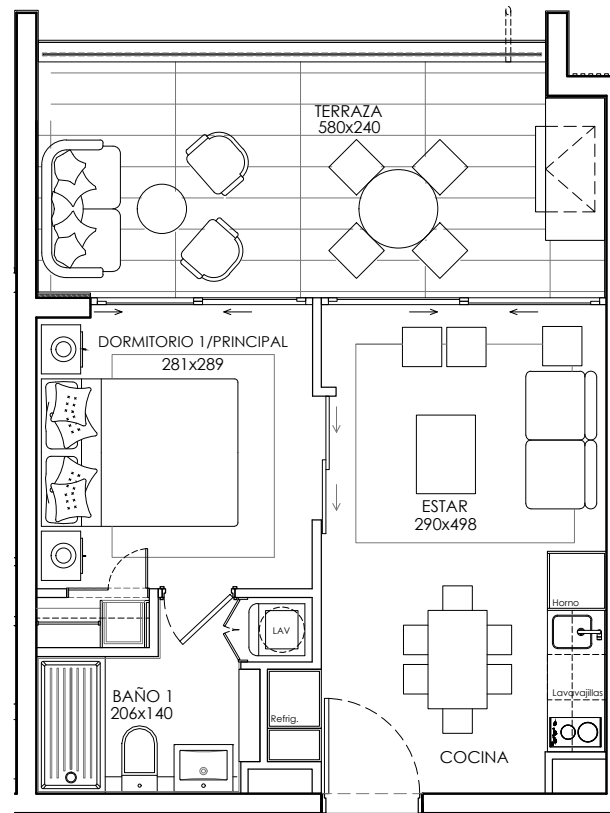 TERRAZA
580x240
DORMITORIO 1/PRINCIPAL
281x289
ESTAR
290x498
Horno
LAV
Lavavajillas
BAÑO 1
206x140
Refrig.
COCINA